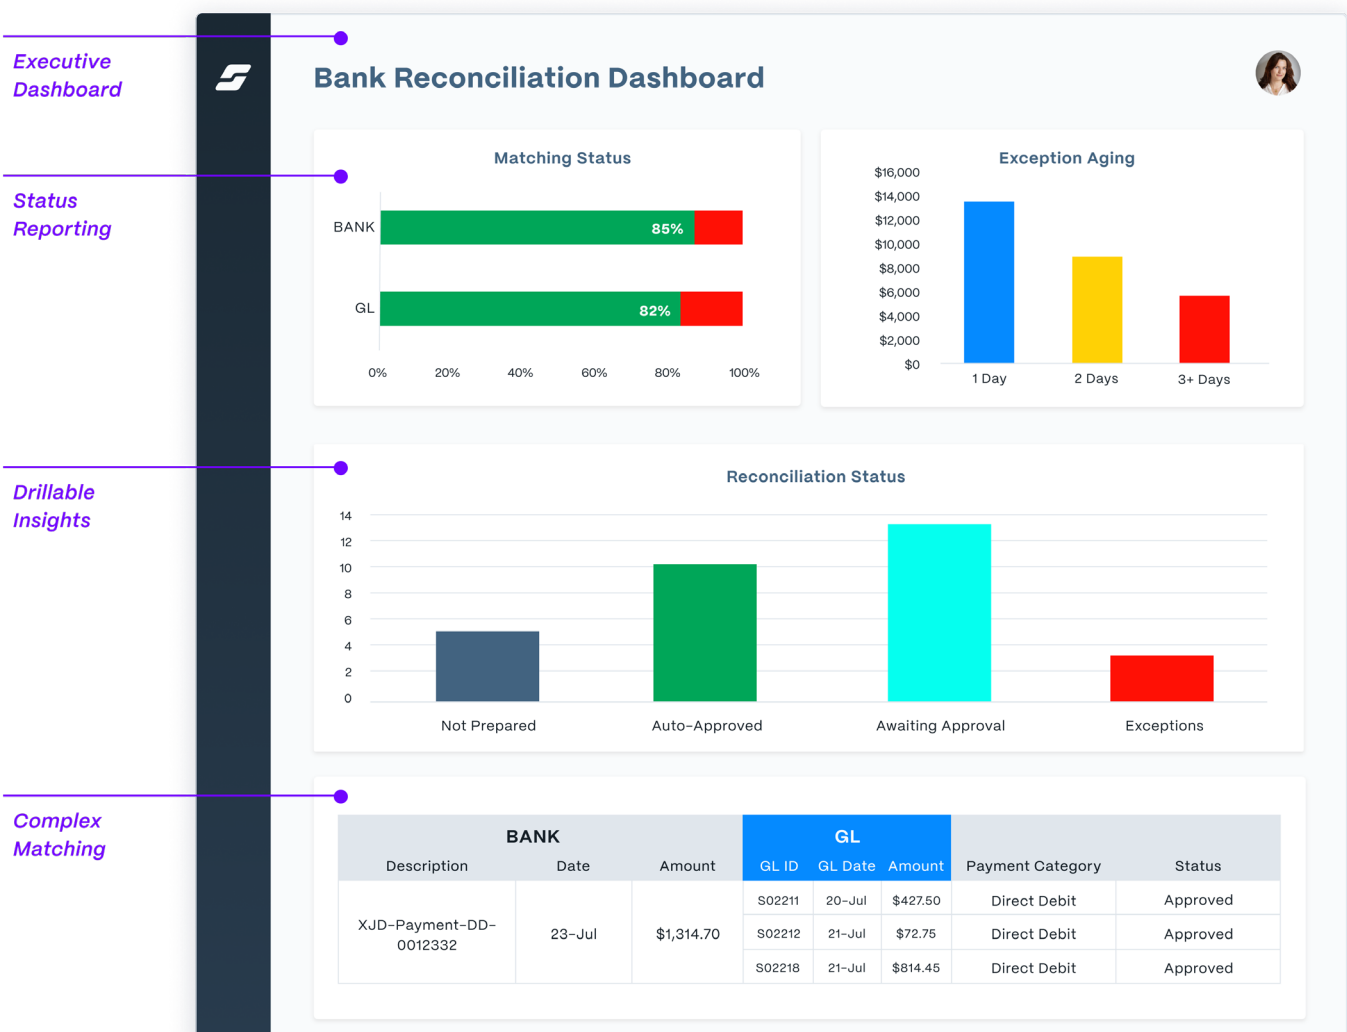 Executive
Dashboard
Bank Reconciliation Dashboard
Status
Reporting
Matching Status
BANK
85%
GL
82%
0% 20% 40% 60% 80% 100%
Exception Aging
$16,000
$14,000
$12,000
$10,000
$8,000
$6,000
$4,000
$2,000
$0
1 Day 2 Days 3+ Days
Drillable
Insights
Reconciliation Status
14
12
10
8
6
4
2
0
Not Prepared Auto-Approved Awaiting Approval Exceptions
Complex
Matching
BANK GL
Description Date Amount GL ID GL Date Amount Payment Category Status
XJD-Payment-DD-
0012332
23-Jul $1,314.70
S02211 20-Jul $427.50 Direct Debit Approved
S02212 21-Jul $72.75 Direct Debit Approved
S02218 21-Jul $814.45 Direct Debit Approved